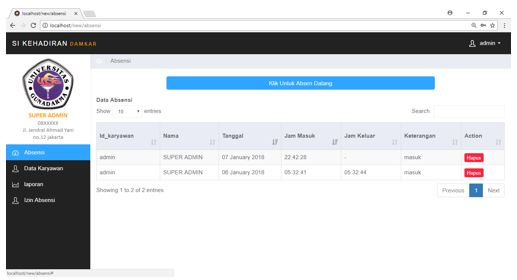 localhost/new/absensi
localhost/new/absensi
SI KEHADIRAN DAMKAR
admin
UNIVERSITAS
GUNADARMA
SUPER ADMIN
08XXXXX
Jl. Jendral Ahmad Yani
no.12 jakarta
Absensi
Data Karyawan
laporan
Izin Absensi
Absensi
Klik Untuk Absen Datang
Data Absensi
Show 10 entries
Search:
Id_karyawan Nama Tanggal Jam Masuk Jam Keluar Keterangan Action
admin SUPER ADMIN 07 January 2018 22:42:28 - masuk Hapus
admin SUPER ADMIN 06 January 2018 05:32:41 05:32:44 masuk Hapus
Showing 1 to 2 of 2 entries
Previous 1 Next
localhost/new/absensi#